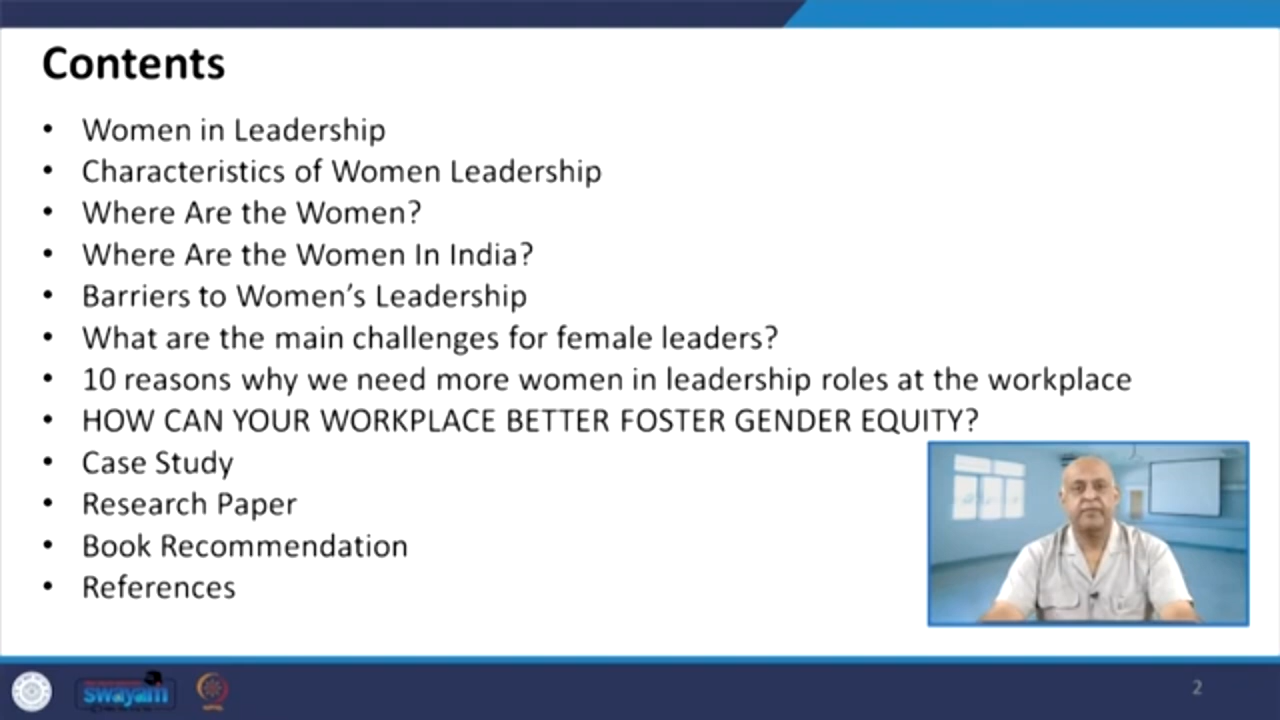 Contents
• Women in Leadership
• Characteristics of Women Leadership
• Where Are the Women?
• Where Are the Women In India?
• Barriers to Women’s Leadership
• What are the main challenges for female leaders?
• 10 reasons why we need more women in leadership roles at the workplace
• HOW CAN YOUR WORKPLACE BETTER FOSTER GENDER EQUITY?
• Case Study
• Research Paper
• Book Recommendation
• References
swayam
2